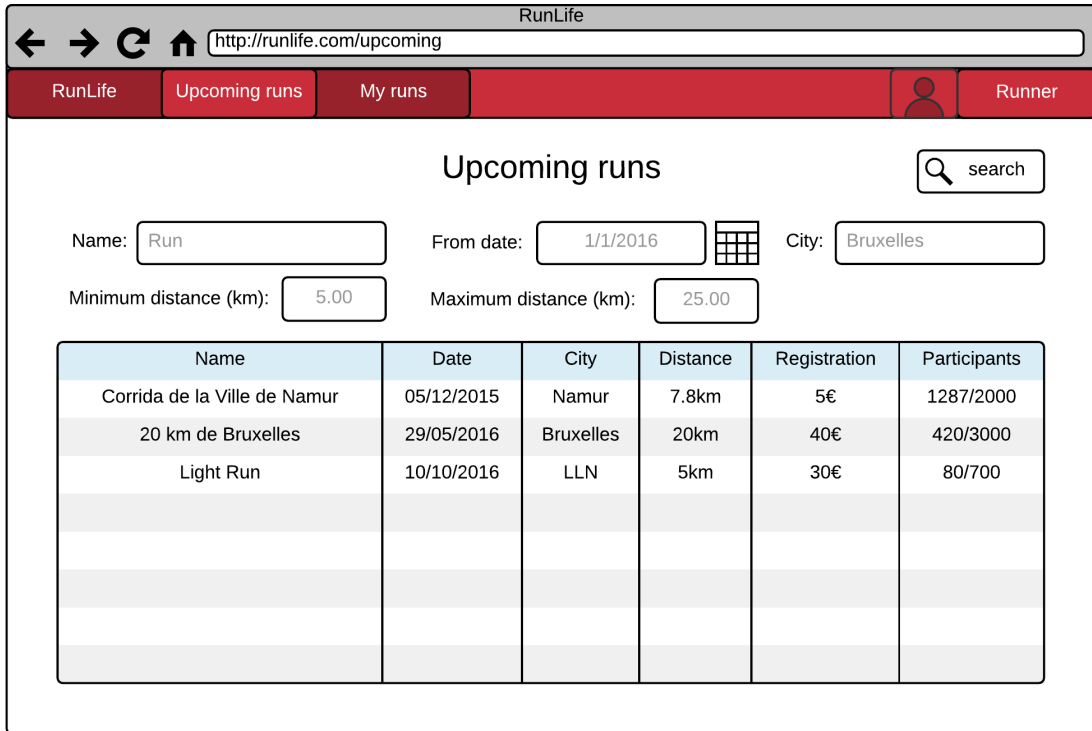 RunLife
http://runlife.com/upcoming
RunLife Upcoming runs My runs Runner
Upcoming runs search
Name: Run From date: 1/1/2016 City: Bruxelles
Minimum distance (km): 5.00 Maximum distance (km): 25.00
Name Date City Distance Registration Participants
Corrida de la Ville de Namur 05/12/2015 Namur 7.8km 5€ 1287/2000
20 km de Bruxelles 29/05/2016 Bruxelles 20km 40€ 420/3000
Light Run 10/10/2016 LLN 5km 30€ 80/700